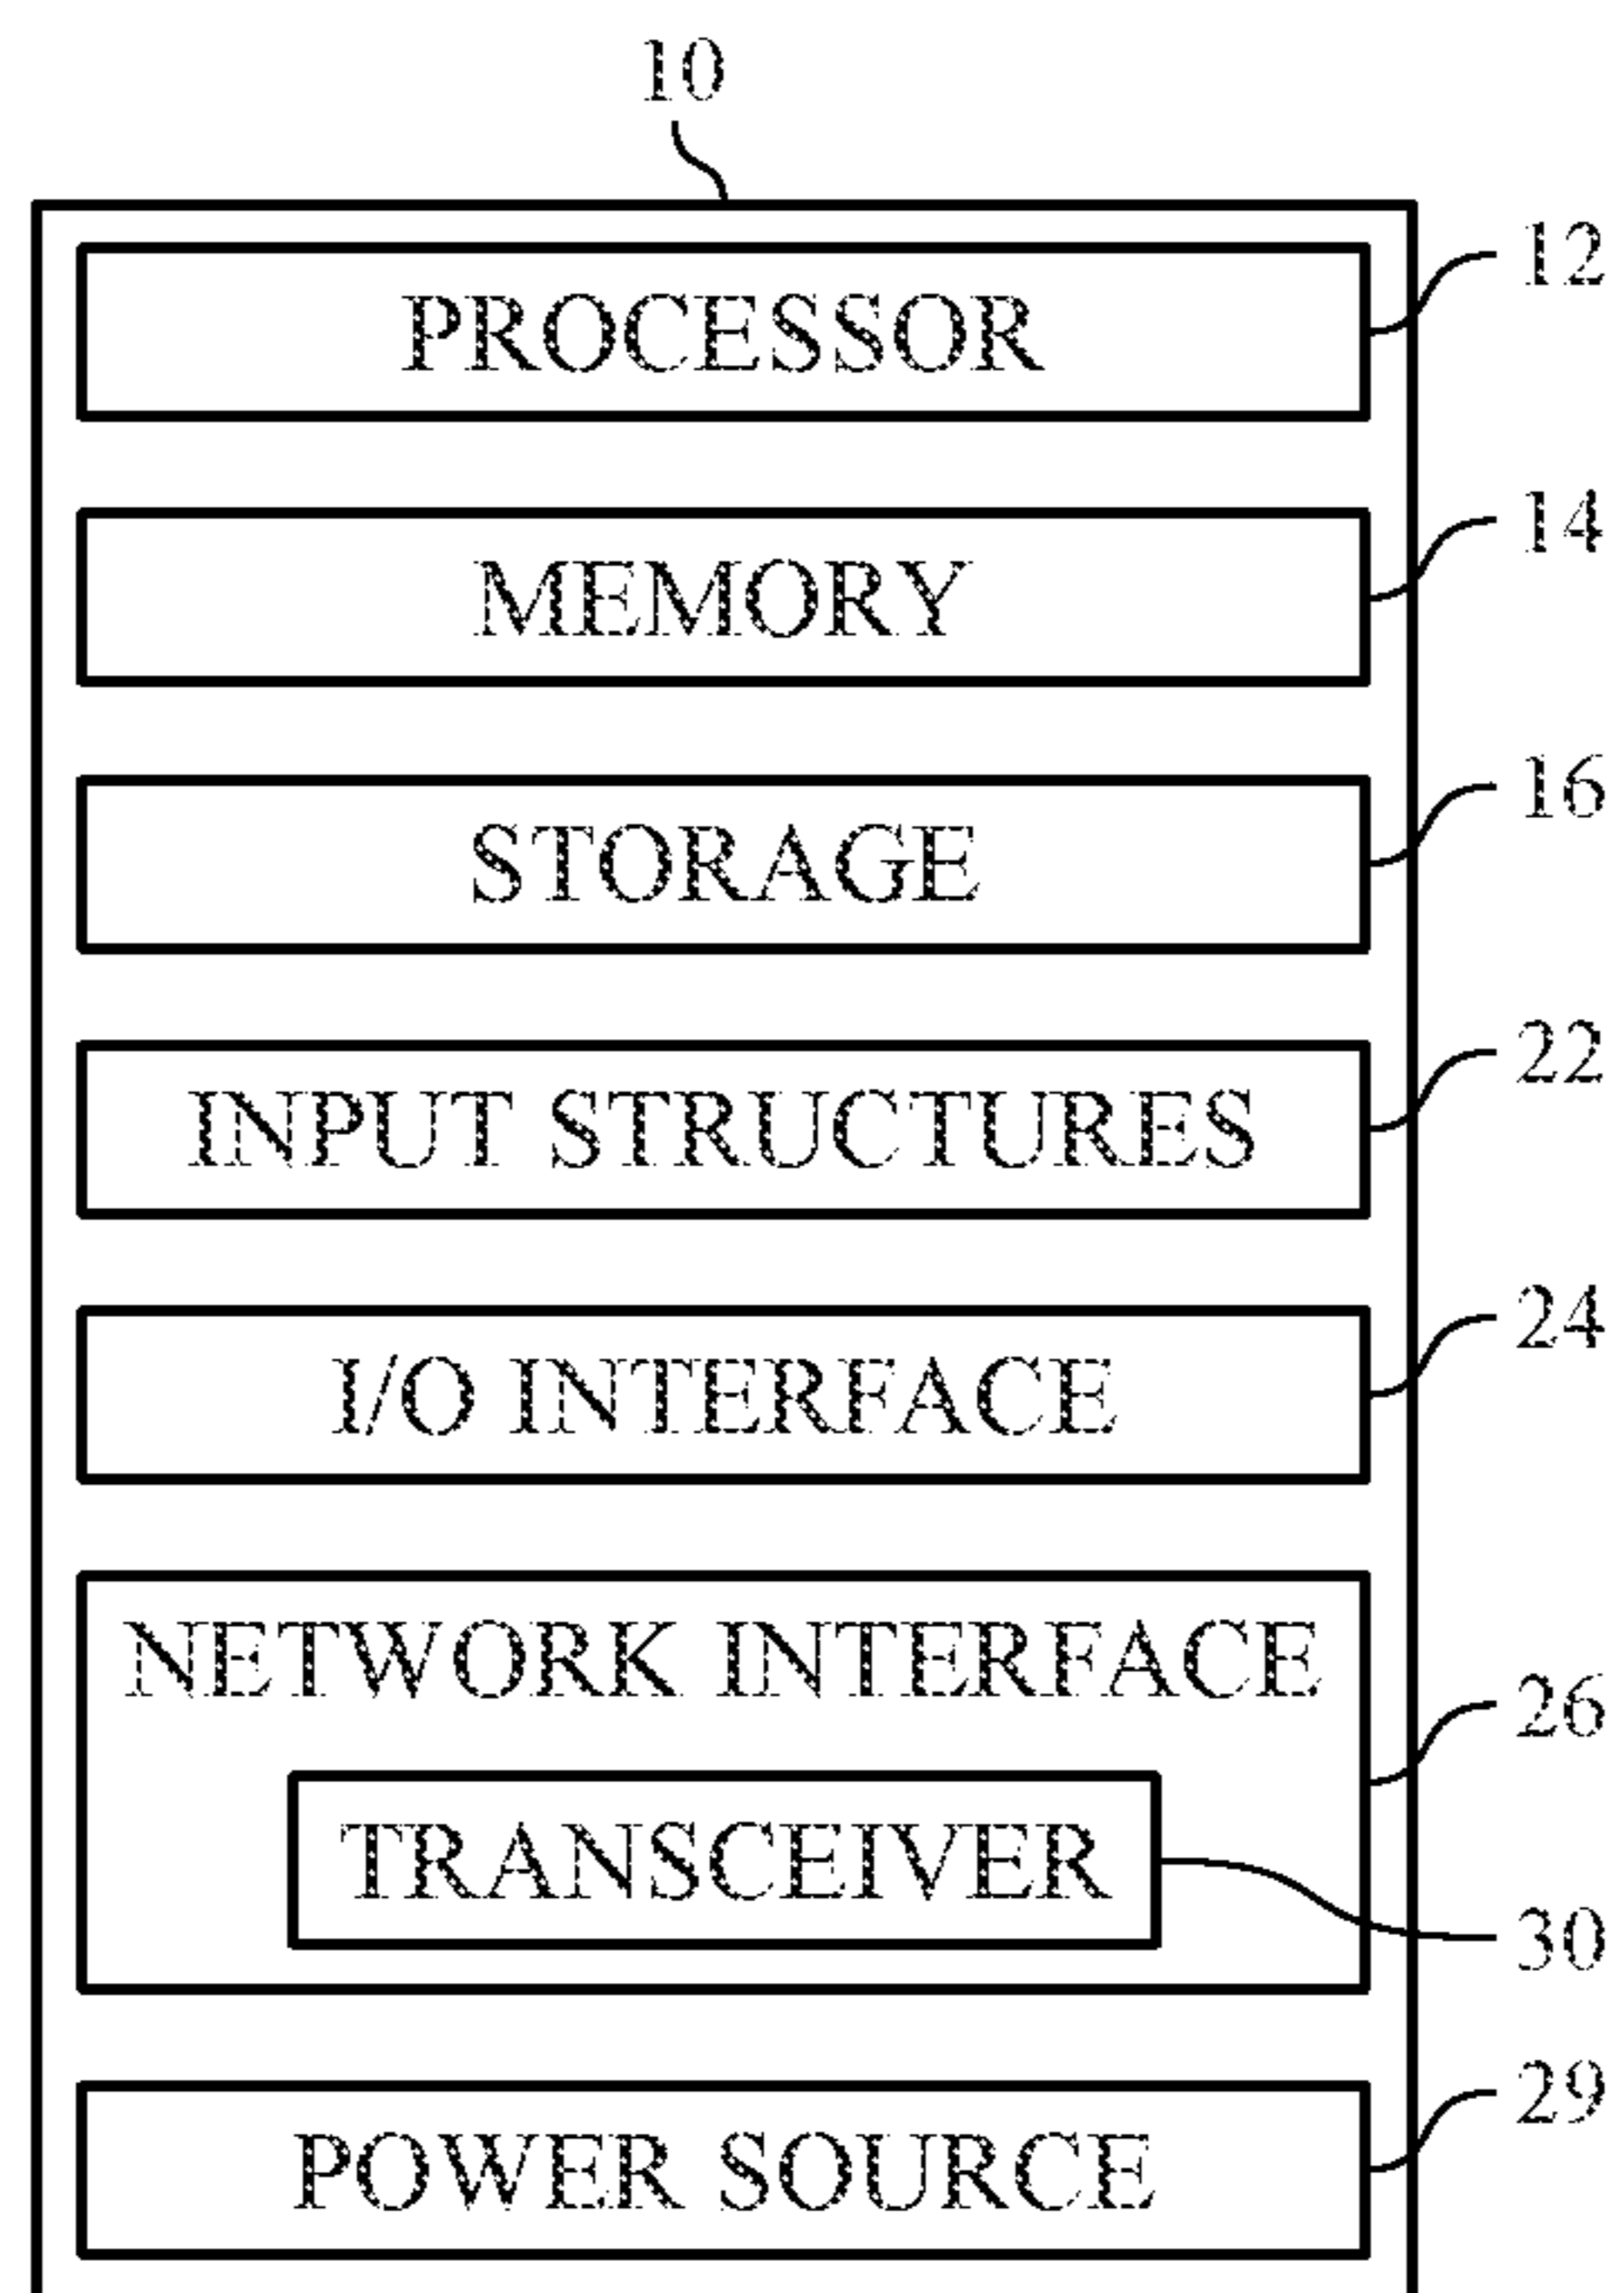 10
PROCESSOR 12
MEMORY 14
STORAGE 16
INPUT STRUCTURES 22
I/O INTERFACE 24
NETWORK INTERFACE 26
TRANSCEIVER 30
POWER SOURCE 29